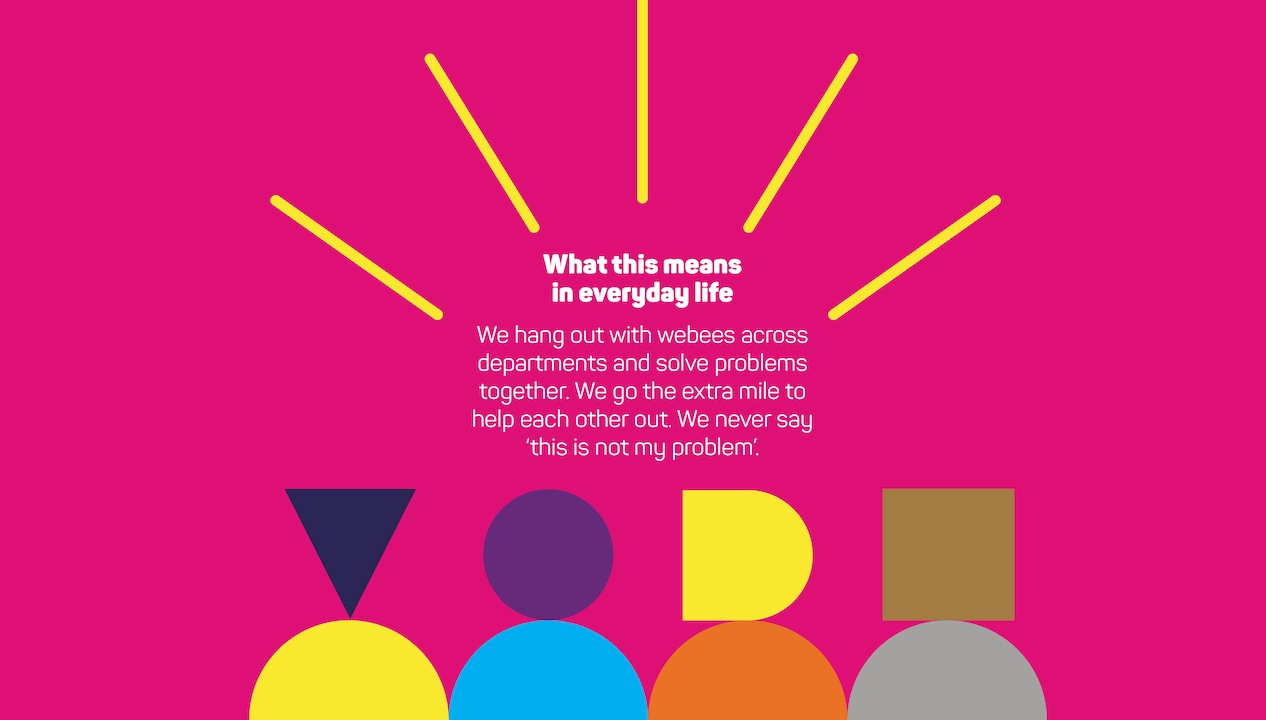 What this means
in everyday life
We hang out with webees across
departments and solve problems
together. We go the extra mile to
help each other out. We never say
‘this is not my problem’.